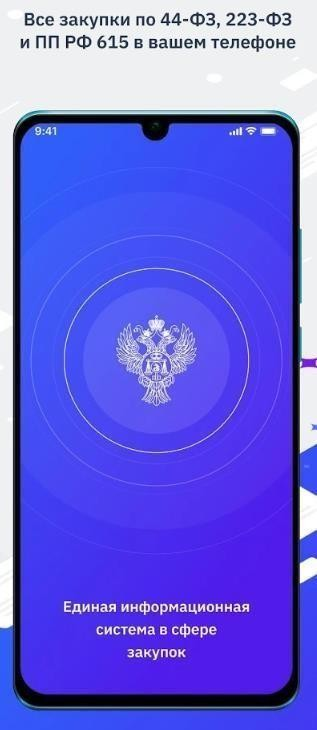 Все закупки по 44-ФЗ, 223-ФЗ
и ПП РФ 615 в вашем телефоне
9:41
Единая информационная
система в сфере
закупок